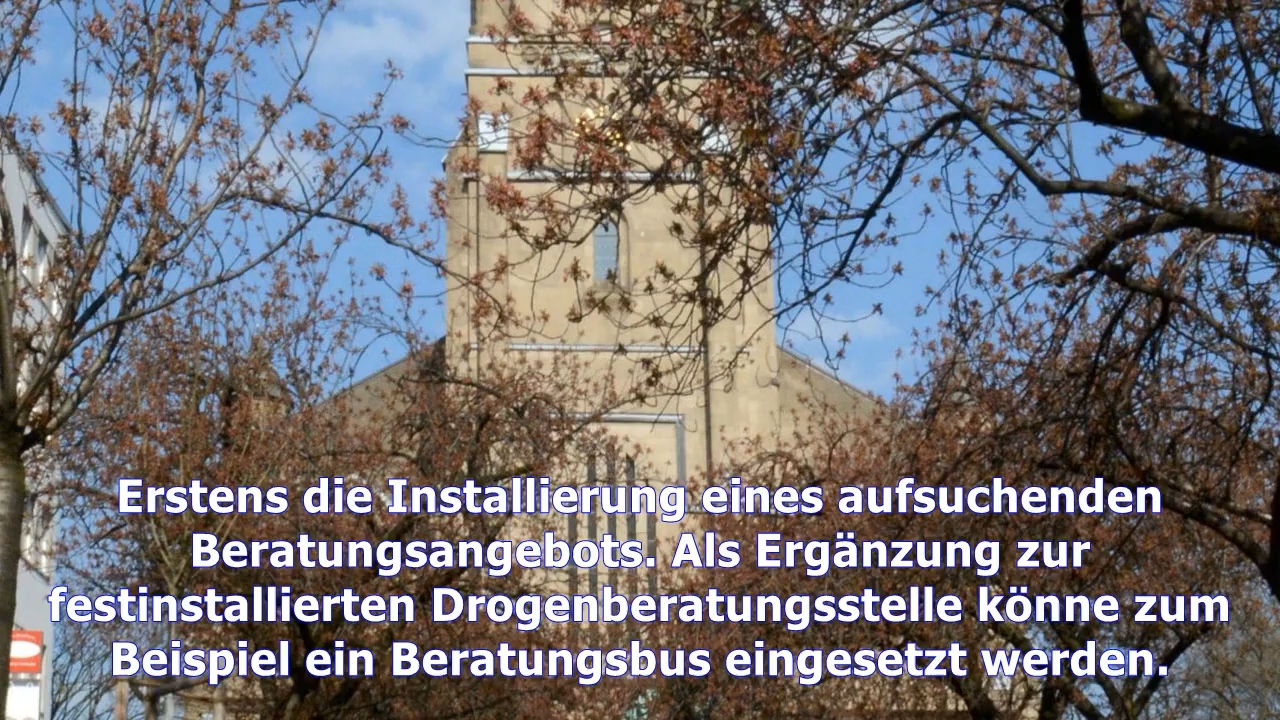 Erstens die Installierung eines aufsuchenden
Beratungsangebots. Als Ergänzung zur
festinstallierten Drogenberatungsstelle könne zum
Beispiel ein Beratungsbus eingesetzt werden.